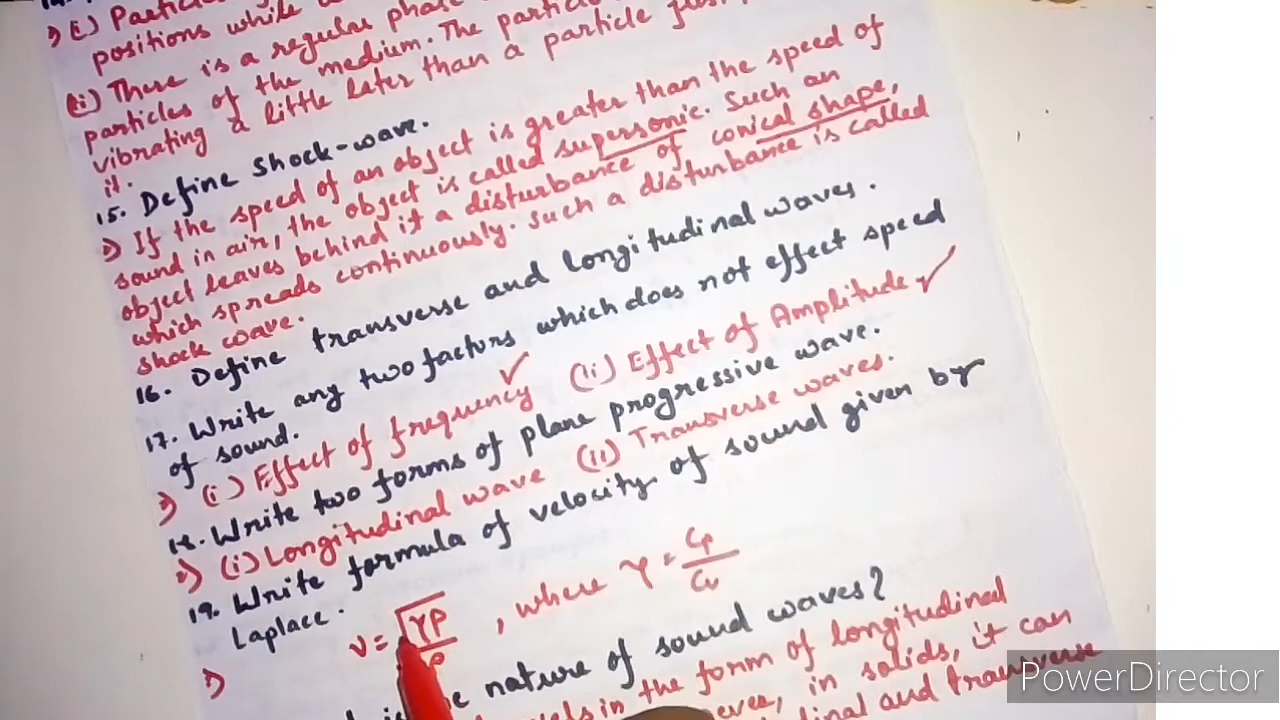 ⇒ (i) Particles
positions while
(ii) There is a regular phase
particles of the medium. The particle
vibrating a little later than a particle just
it.
15. Define Shock-wave.
⇒ If the speed of an object is greater than the speed of
sound in air, the object is called supersonic. Such an
object leaves behind it a disturbance of conical shape,
which spreads continuously. Such a disturbance is called
shock wave.
16. Define transverse and longitudinal waves.
17. Write any two factors which does not effect speed
of sound.
⇒ (i) Effect of frequency ✓ (ii) Effect of Amplitude ✓
18. Write two forms of plane progressive wave.
⇒ (i) Longitudinal wave (ii) Transverse waves.
19. Write formula of velocity of sound given by
Laplace.
⇒ v = √(γP/ρ), where γ = Cp/Cv
nature of sound waves?
in the form of longitudinal
in solids, it can
and transverse
PowerDirector